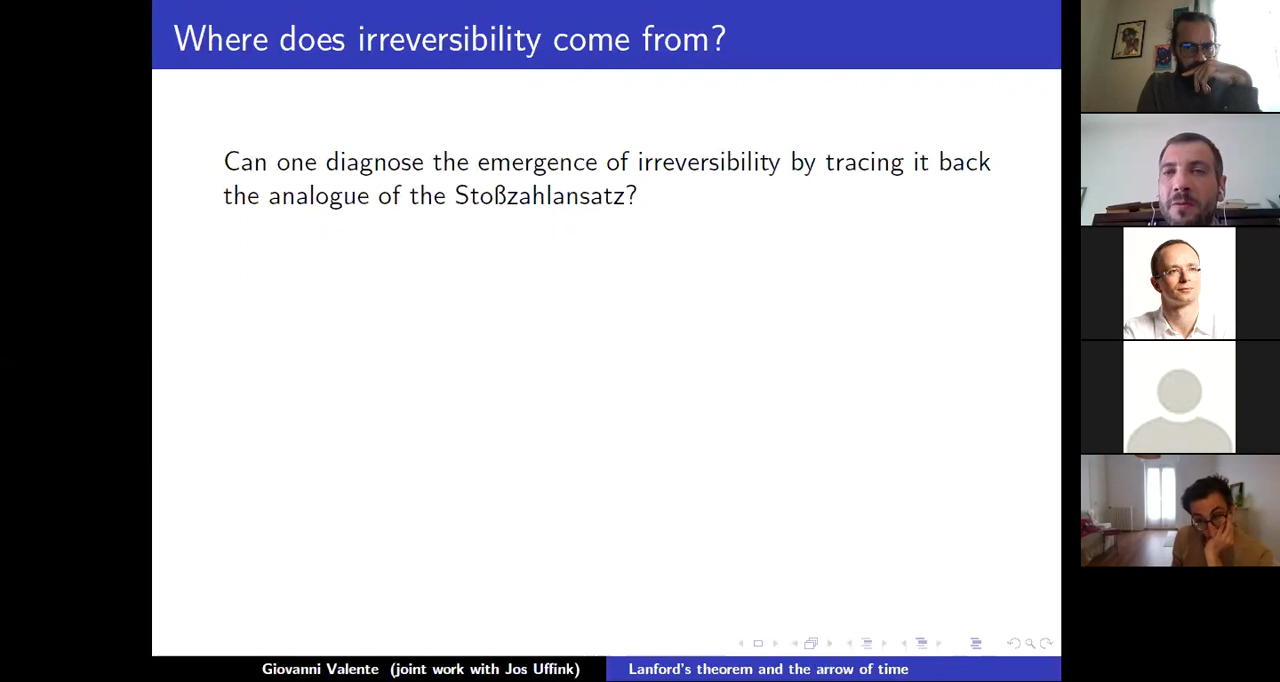 Where does irreversibility come from?
Can one diagnose the emergence of irreversibility by tracing it back
the analogue of the Stoßzahlansatz?
Giovanni Valente (joint work with Jos Uffink)
Lanford's theorem and the arrow of time